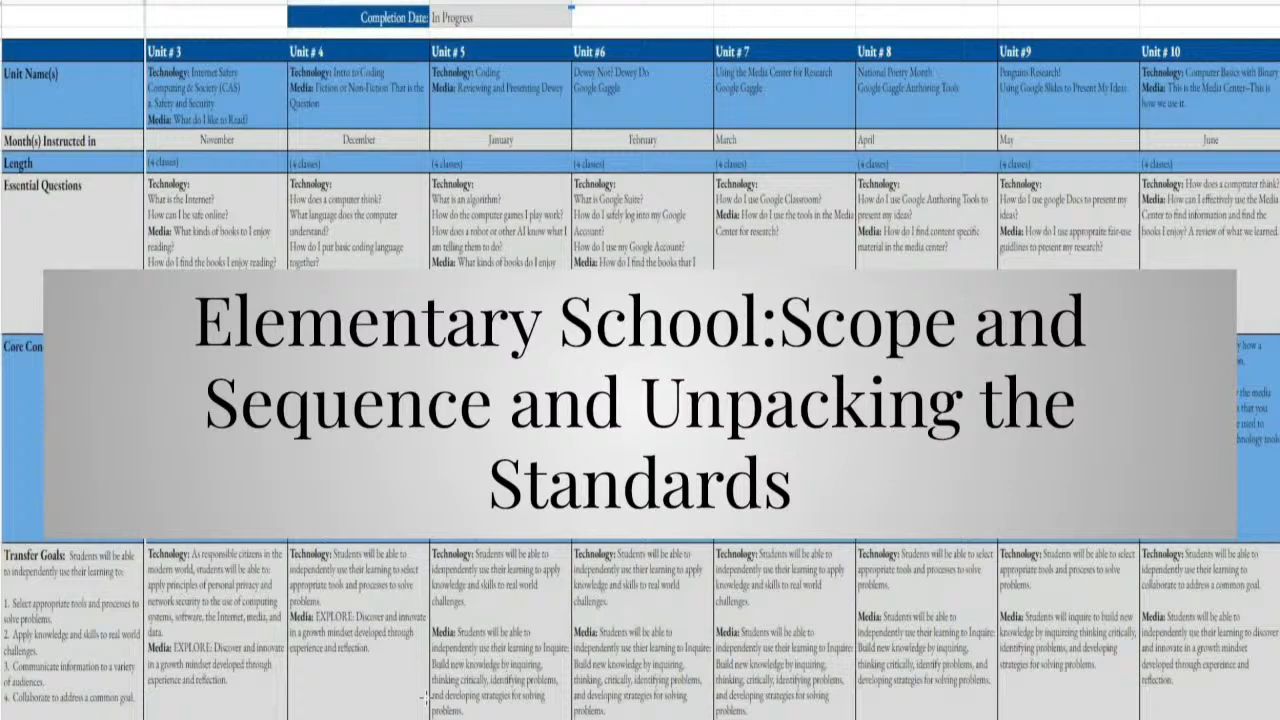 Completion Date: In Progress
Unit # 3
Unit # 4
Unit # 5
Unit #6
Unit # 7
Unit # 8
Unit #9
Unit # 10
Unit Name(s)
Technology: Internet Safety
Computing & Society (CAS)
a. Safety and Security
Media: What do I like to Read?
Technology: Intro to Coding
Media: Fiction or Non-Fiction That is the
Question
Technology: Coding
Media: Reviewing and Presenting Dewey
Dewey Not? Dewey Do
Google Gaggle
Using the Media Center for Research
Google Gaggle
National Poetry Month
Google Gaggle Authoring Tools
Penguins Research!
Using Google Slides to Present My Ideas
Technology: Computer Basics with Binary
Media: This is the Media Center--This is
how we use it.
Month(s) Instructed in
November
December
January
February
March
April
May
June
Length
(4 classes)
(4 classes)
(4 classes)
(4 classes)
(4 classes)
(4 classes)
(4 classes)
(4 classes)
Essential Questions
Technology:
What is the Internet?
How can I be safe online?
Media: What kinds of books to I enjoy
reading?
How do I find the books I enjoy reading?
Technology:
How does a computer think?
What language does the computer
understand?
How do I put basic coding language
together?
Technology:
What is an algorithm?
How do the computer games I play work?
How does a robot or other AI know what I
am telling them to do?
Media: What kinds of books do I enjoy
Technology:
What is Google Suite?
How do I safely log into my Google
Account?
How do I use my Google Account?
Media: How do I find the books that I
Technology:
How do I use Google Classroom?
Media: How do I use the tools in the Media
Center for research?
Technology:
How do I use Google Authoring Tools to
present my ideas?
Media: How do I find content specific
material in the media center?
Technology:
How do I use google Docs to present my
ideas?
Media: How do I use appropraite fair-use
guidelines to present my research?
Technology: How does a computer think?
Media: How can I effectively use the Media
Center to find information and find the
books I enjoy? A review of what we learned.
Elementary School:Scope and
Sequence and Unpacking the
Standards
Core Con
y how a
on.
the media
that you
used to
hnology tools
Transfer Goals: Students will be able
to independently use their learning to:
1. Select appropriate tools and processes to
solve problems.
2. Apply knowledge and skills to real world
challenges.
3. Communicate information to a variety
of audiences.
4. Collaborate to address a common goal.
Technology: As responsible citizens in the
modern world, students will be able to:
apply principles of personal privacy and
network security to the use of computing
systems, software, the Internet, media, and
data.
Media: EXPLORE: Discover and innovate
in a growth mindset developed through
experience and reflection.
Technology: Students will be able to
independently use their learning to select
appropriate tools and processes to solve
problems.
Media: EXPLORE: Discover and innovate
in a growth mindset developed through
experience and reflection.
Technology: Students will be able to
idenpendently use their learning to apply
knowledge and skills to real world
challenges.
Media: Students will be able to
independently use their learning to Inquire:
Build new knowledge by inquiring,
thinking critically, identifying problems,
and developing strategies for solving
problems.
Technology: Students will be able to
independently use thier learning to apply
knowledge and skills to real world
challenges.
Media: Students will be able to
independently use their learning to Inquire:
Build new knowledge by inquiring,
thinking critically, identifying problems,
and developing strategies for solving
problems.
Technology: Students will be able to
independently use their learning to apply
knowledge and skills to real world
challenges.
Media: Students will be able to
independently use their learning to Inquire:
Build new knowledge by inquiring,
thinking, critically, identifying problems,
and developing strategies for solving
problems.
Technology: Students will be able to select
appropriate tools and processes to solve
problems.
Media: Students will be able to
independently use their learning to Inquire:
Build new knowledge by inquiring,
thinking critically, identify problems, and
developing strategies for solving problems.
Technology: Students will be able to select
appropriate tools and processes to solve
problems.
Media: Students will inquire to build new
knowledge by inquiring thinking critically,
identifying problems, and developing
strategies for solving problems.
Technology: Students will be able to
independently use their learning to
collaborate to address a common goal.
Media: Students will be able to
independently use their learning to discover
and innovate in a growth mindset
developed through expereince and
reflection.